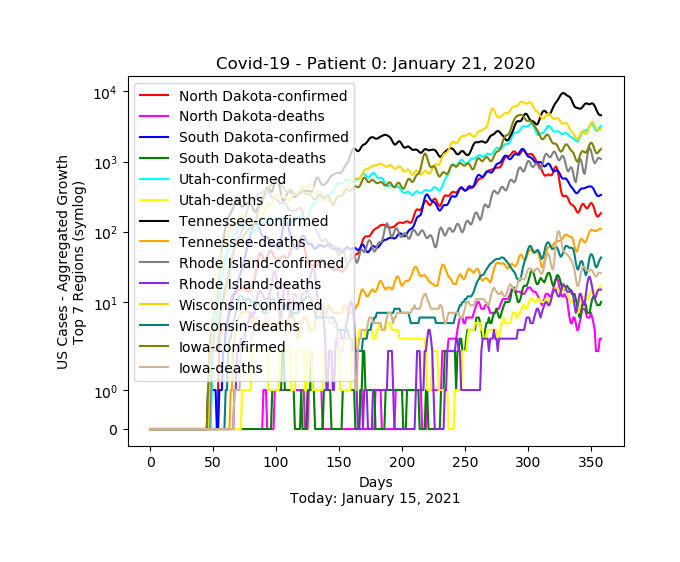 Covid-19 - Patient 0: January 21, 2020
US Cases - Aggregated Growth
Top 7 Regions (symlog)
10^4
10^3
10^2
10^1
10^0
0
North Dakota-confirmed
North Dakota-deaths
South Dakota-confirmed
South Dakota-deaths
Utah-confirmed
Utah-deaths
Tennessee-confirmed
Tennessee-deaths
Rhode Island-confirmed
Rhode Island-deaths
Wisconsin-confirmed
Wisconsin-deaths
Iowa-confirmed
Iowa-deaths
0 50 100 150 200 250 300 350
Days
Today: January 15, 2021